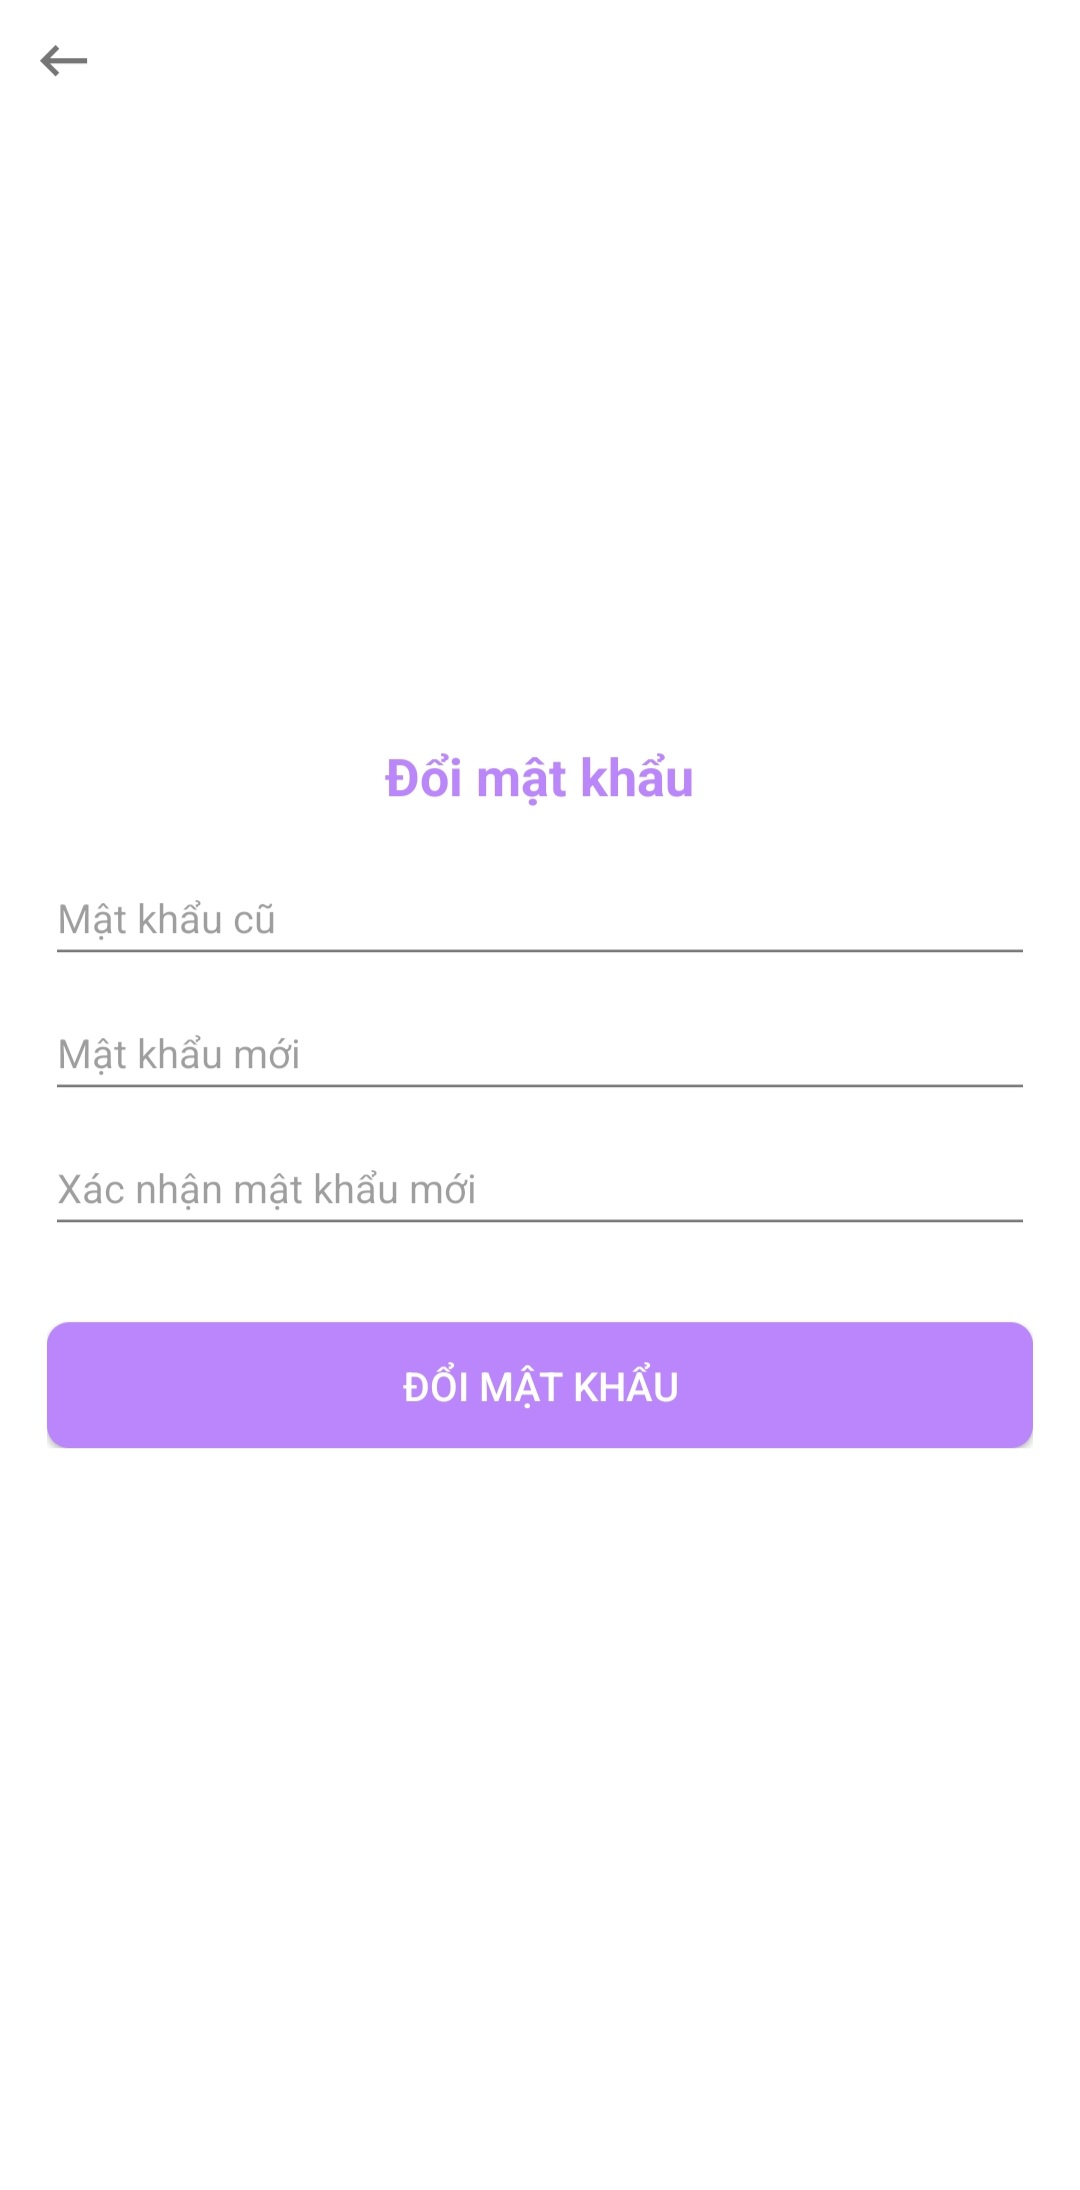 Đổi mật khẩu
Mật khẩu cũ
Mật khẩu mới
Xác nhận mật khẩu mới
ĐỔI MẬT KHẨU